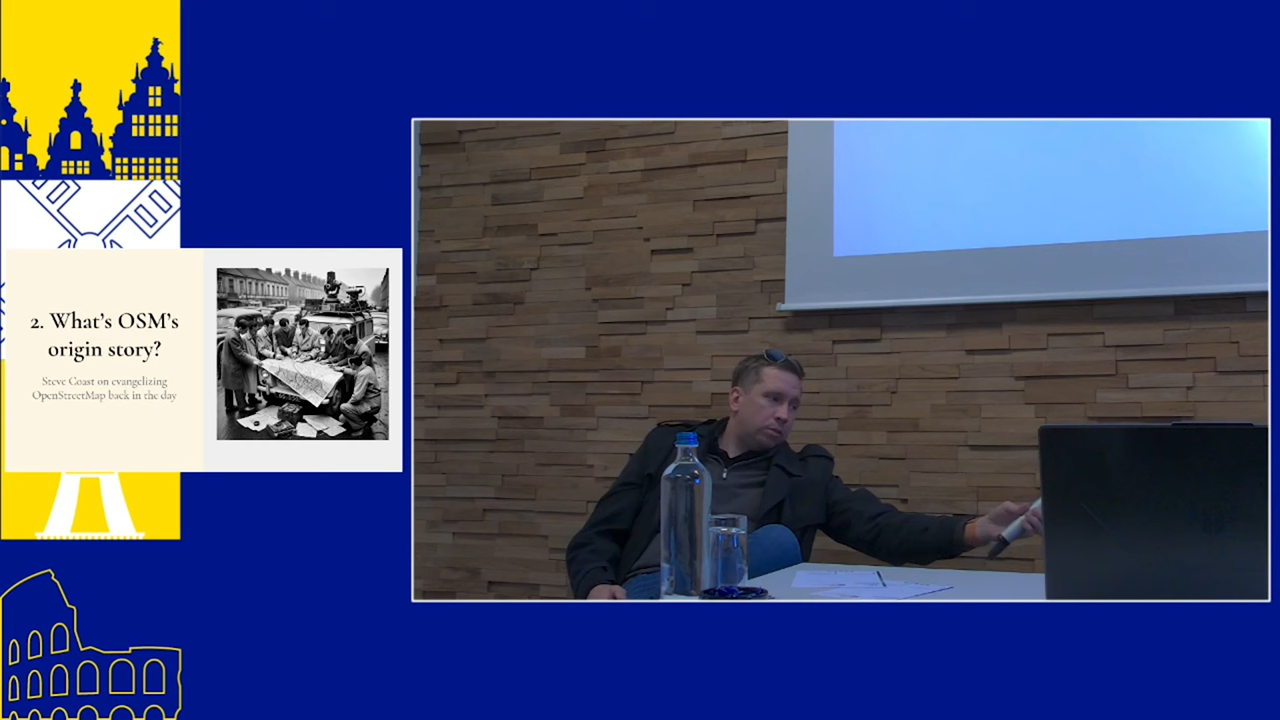 2. What's OSM's
origin story?
Steve Coast on evangelizing
OpenStreetMap back in the day